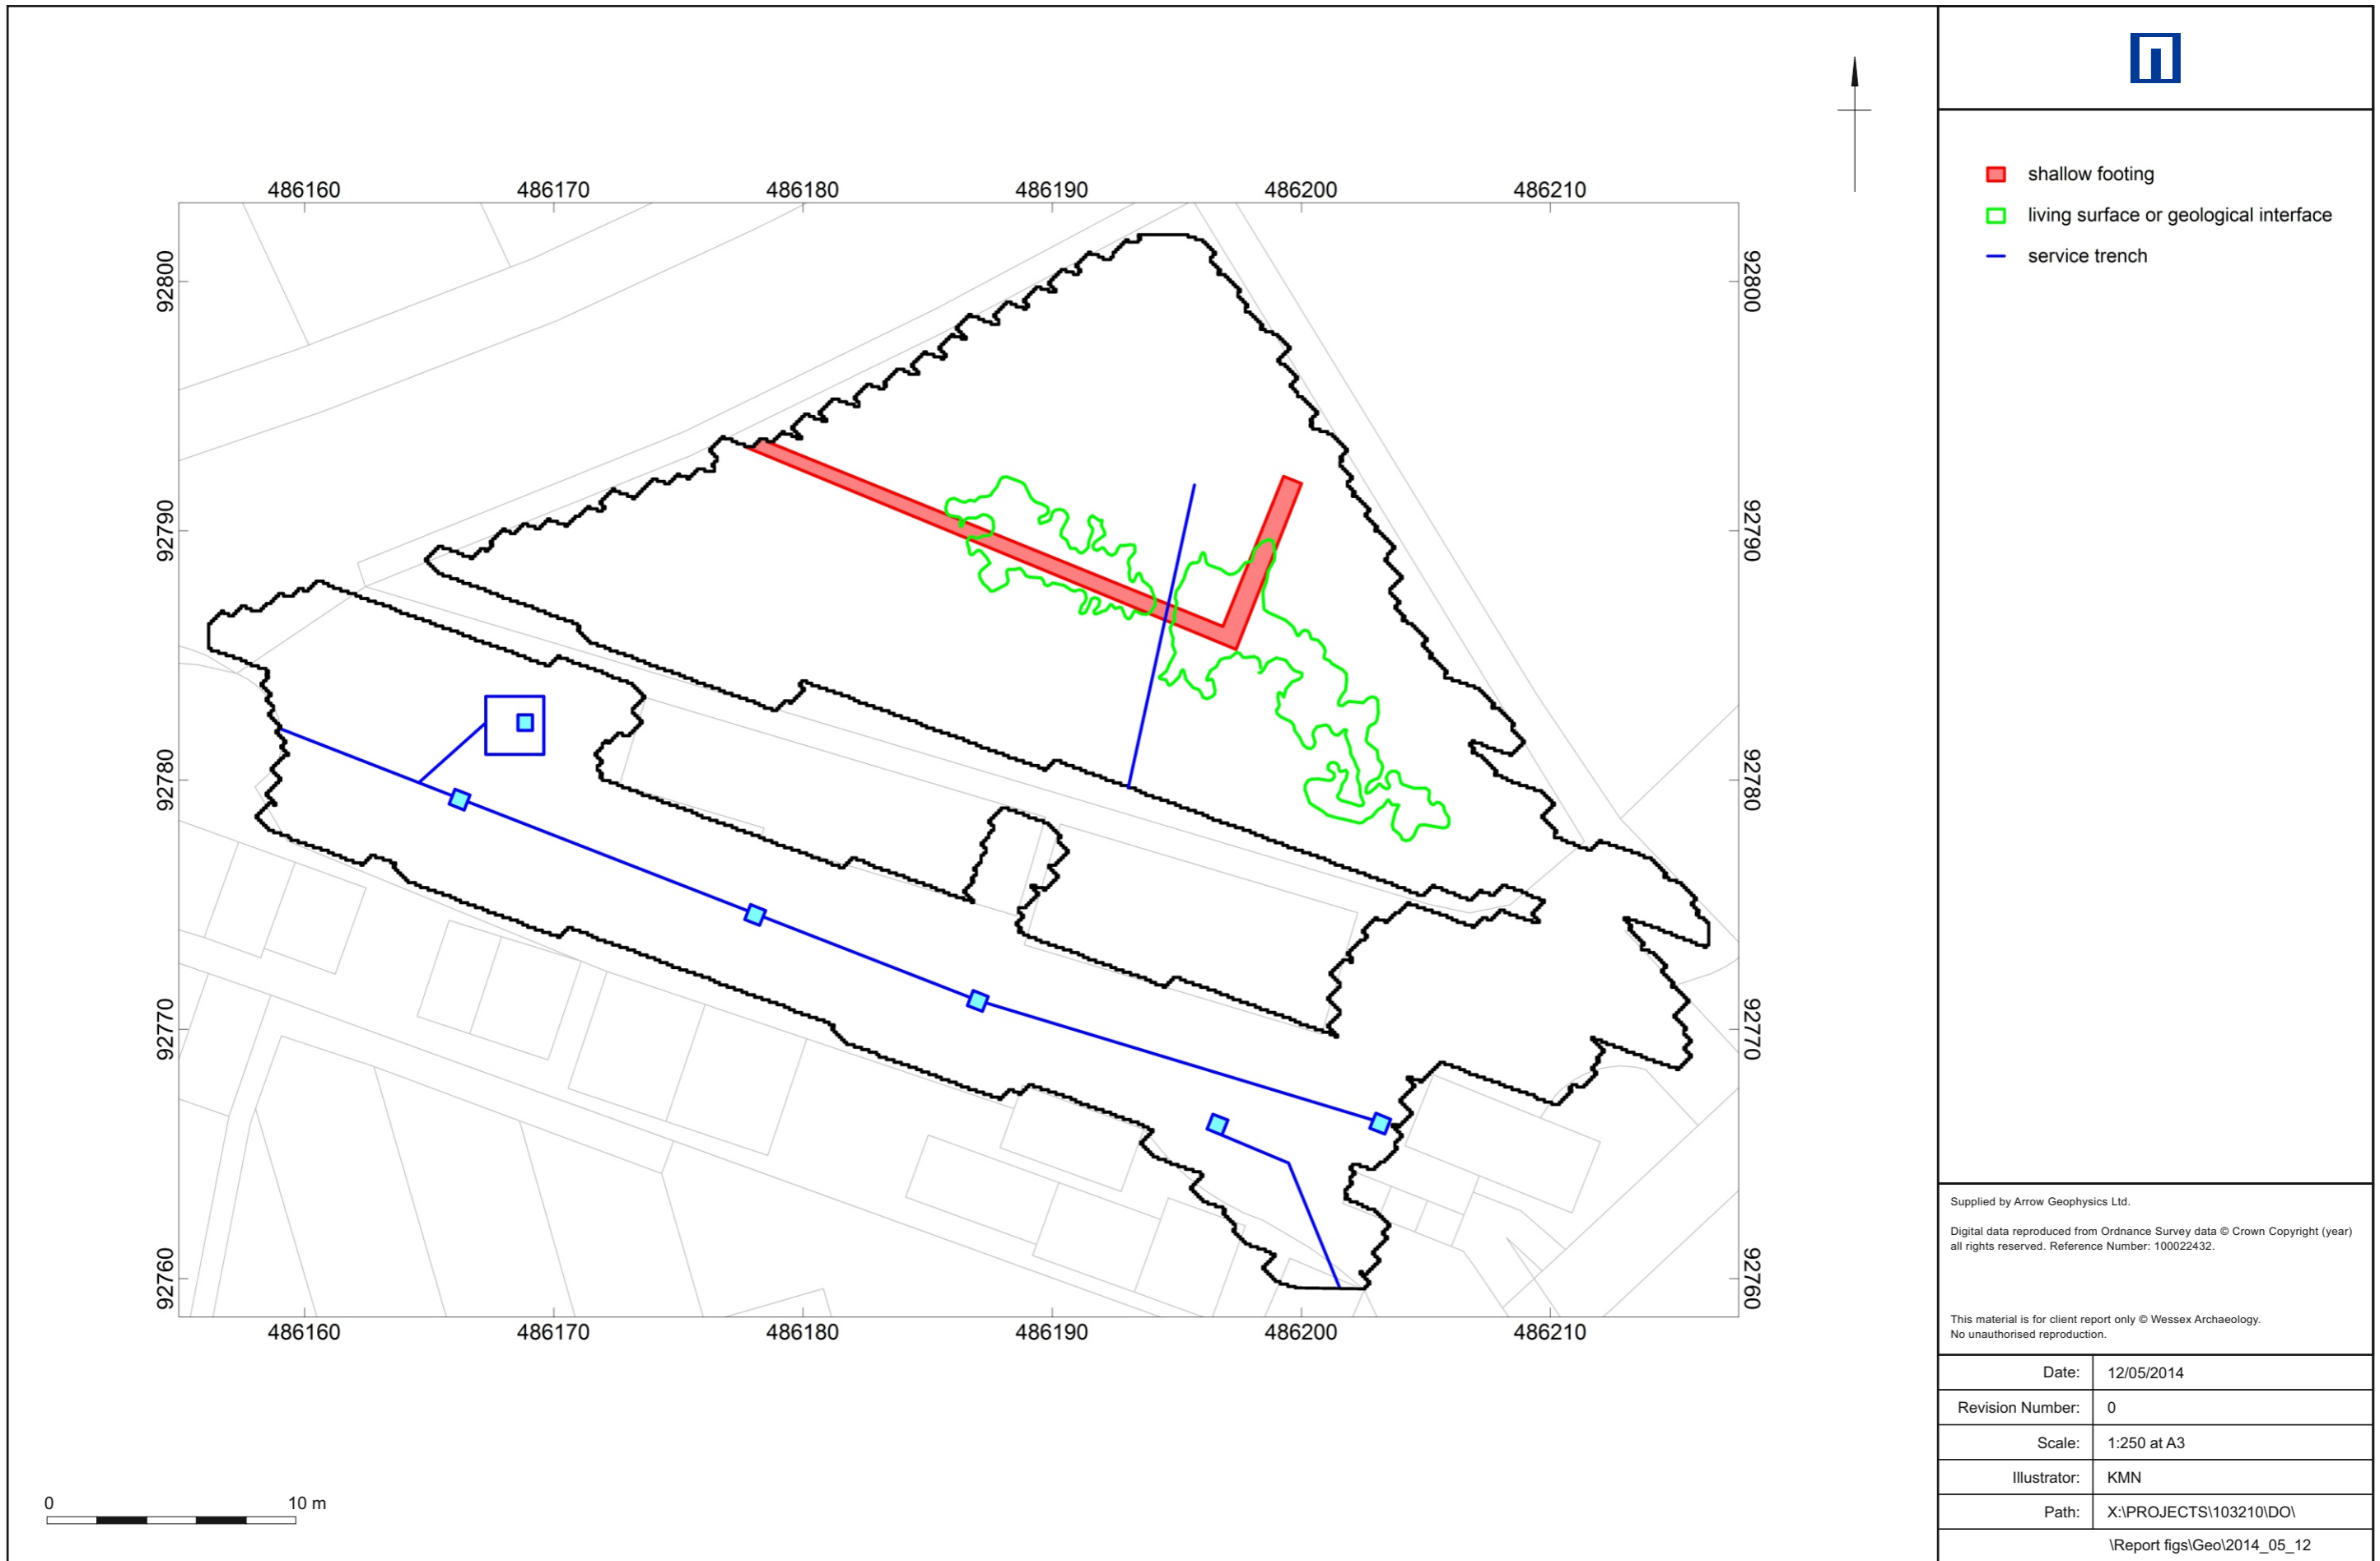 486160 486170 486180 486190 486200 486210
92800 92800
92790 92790
92780 92780
92770 92770
92760 92760
486160 486170 486180 486190 486200 486210
0 10 m
shallow footing
living surface or geological interface
service trench
Supplied by Arrow Geophysics Ltd.
Digital data reproduced from Ordnance Survey data © Crown Copyright (year)
all rights reserved. Reference Number: 100022432.
This material is for client report only © Wessex Archaeology.
No unauthorised reproduction.
Date: 12/05/2014
Revision Number: 0
Scale: 1:250 at A3
Illustrator: KMN
Path: X:\PROJECTS\103210\DO\
\Report figs\Geo\2014_05_12